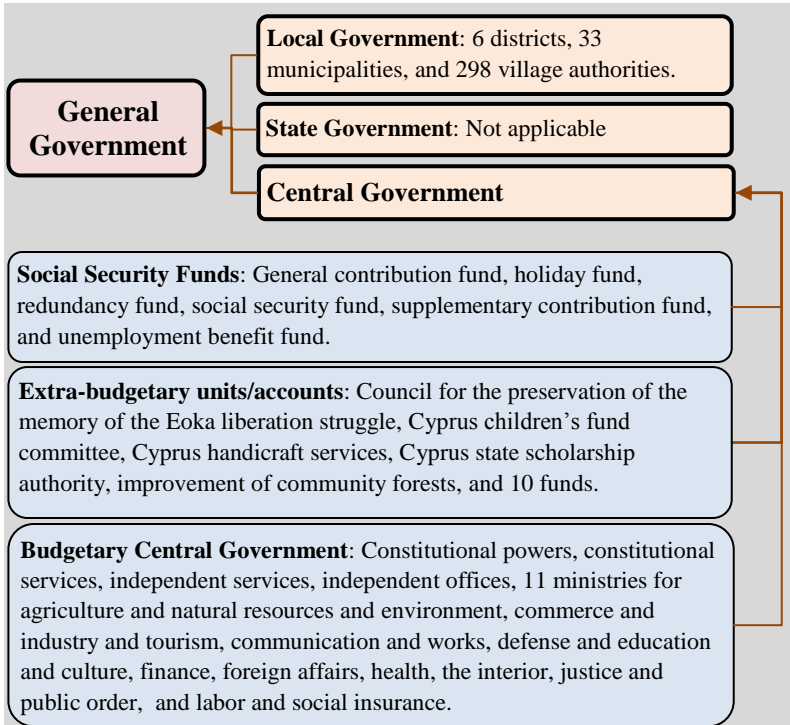 Local Government: 6 districts, 33
municipalities, and 298 village authorities.
General
Government
State Government: Not applicable
Central Government
Social Security Funds: General contribution fund, holiday fund,
redundancy fund, social security fund, supplementary contribution fund,
and unemployment benefit fund.
Extra-budgetary units/accounts: Council for the preservation of the
memory of the Eoka liberation struggle, Cyprus children’s fund
committee, Cyprus handicraft services, Cyprus state scholarship
authority, improvement of community forests, and 10 funds.
Budgetary Central Government: Constitutional powers, constitutional
services, independent services, independent offices, 11 ministries for
agriculture and natural resources and environment, commerce and
industry and tourism, communication and works, defense and education
and culture, finance, foreign affairs, health, the interior, justice and
public order, and labor and social insurance.